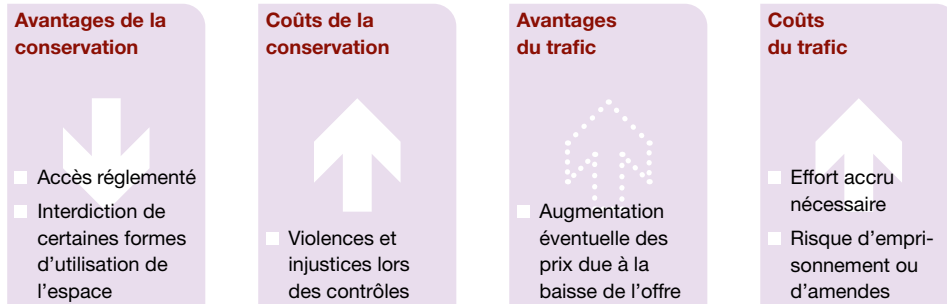 Avantages de la
conservation
Accès réglementé
Interdiction de
certaines formes
d'utilisation de
l'espace
Coûts de la
conservation
Violences et
injustices lors
des contrôles
Avantages
du trafic
Augmentation
éventuelle des
prix due à la
baisse de l'offre
Coûts
du trafic
Effort accru
nécessaire
Risque d'empri-
sonnement ou
d'amendes